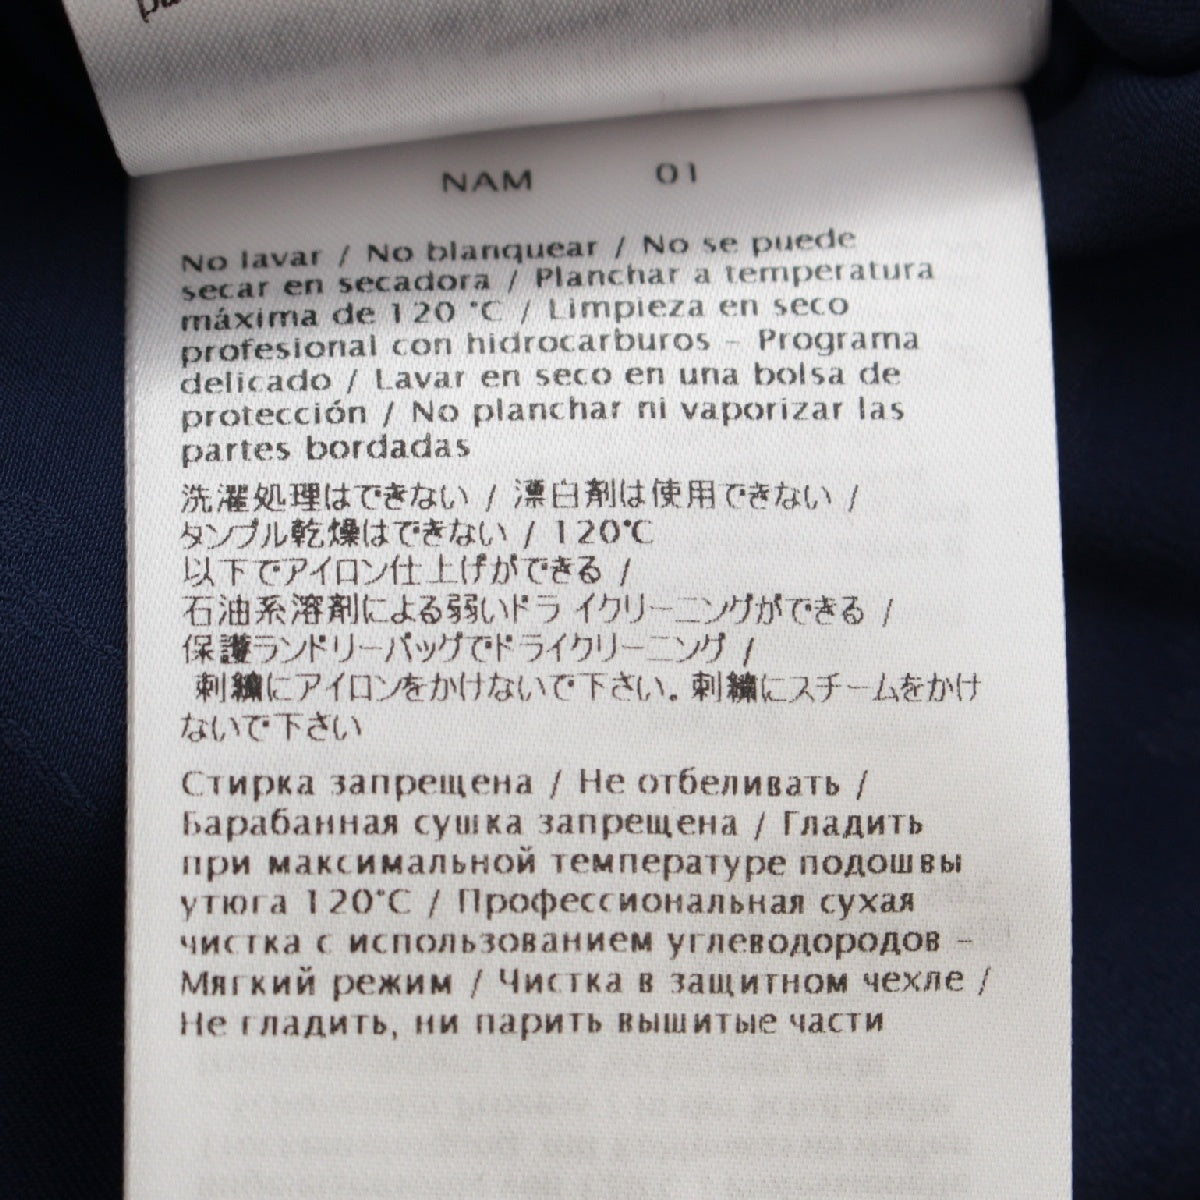 NAM 01
No lavar / No blanquear / No se puede
secar en secadora / Planchar a temperatura
máxima de 120 °C / Limpieza en seco
profesional con hidrocarburos – Programa
delicado / Lavar en seco en una bolsa de
protección / No planchar ni vaporizar las
partes bordadas
洗濯処理はできない / 漂白剤は使用できない /
タンブル乾燥はできない / 120℃
以下でアイロン仕上げができる /
石油系溶剤による弱いドライクリーニングができる /
保護ランドリーバッグでドライクリーニング /
刺繍にアイロンをかけないで下さい。刺繍にスチームをかけ
ないで下さい
Стирка запрещена / Не отбеливать /
Барабанная сушка запрещена / Гладить
при максимальной температуре подошвы
утюга 120°C / Профессиональная сухая
чистка с использованием углеводородов –
Мягкий режим / Чистка в защитном чехле /
Не гладить, ни парить вышитые части